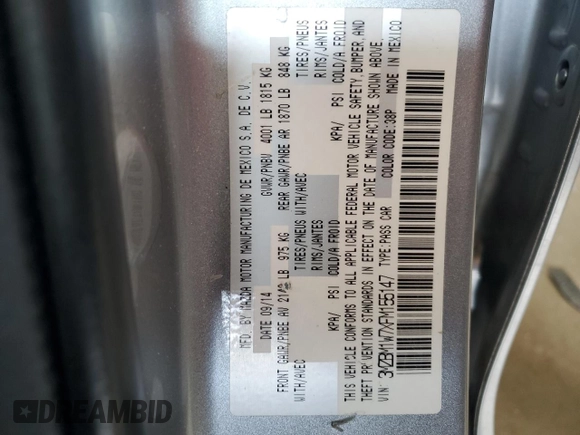 MFD BY MAZDA MOTOR MANUFACTURING DE MEXICO S.A. DE C.V.
DATE 09/14 GVWR/PNBV 4001 LB 1815 KG
FRONT GAWR/PNBE AV LB 975 KG REAR GAWR/PNBE AR 1870 LB 848 KG
WITH/AVEC TIRES/PNEUS WITH/AVEC TIRES/PNEUS
RIMS/JANTES RIMS/JANTES
KPA/ PSI COLD/A FROID KPA/ PSI COLD/A FROID
THIS VEHICLE CONFORMS TO ALL APPLICABLE FEDERAL MOTOR VEHICLE SAFETY, BUMPER, AND
THEFT PREVENTION STANDARDS IN EFFECT ON THE DATE OF MANUFACTURE SHOWN ABOVE.
VIN: 3MZBM1W7XFM155147 TYPE:PASS CAR COLOR CODE:38P MADE IN MEXICO
InstantBid